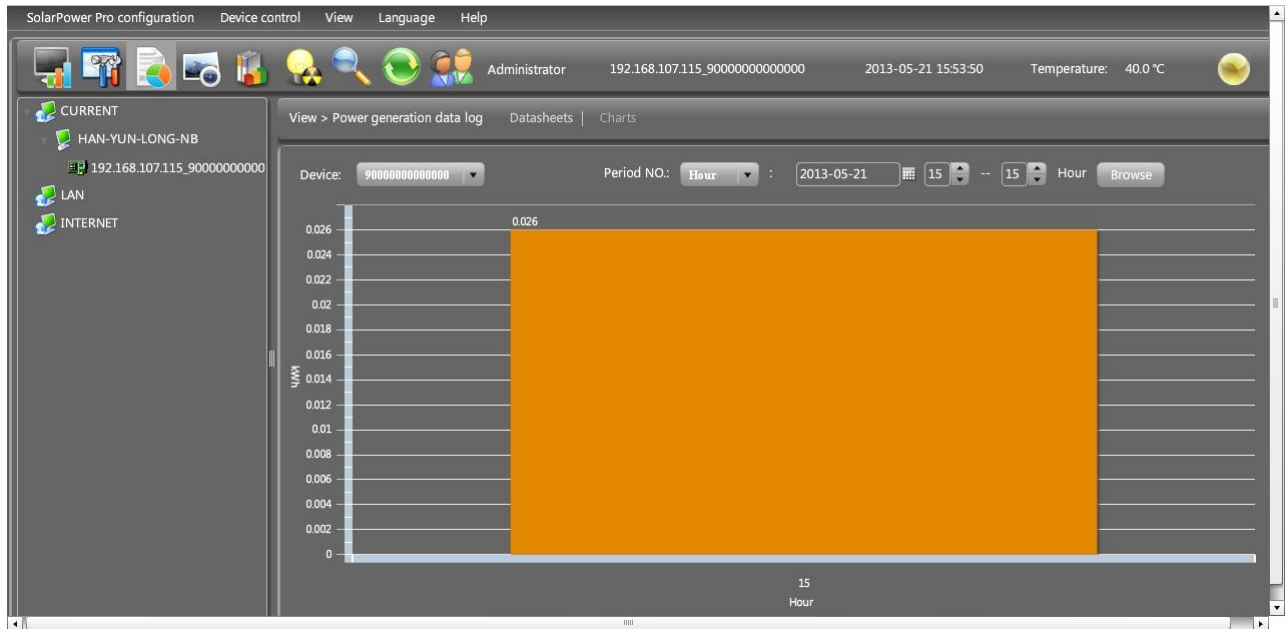 SolarPower Pro configuration Device control View Language Help
Administrator 192.168.107.115_90000000000000 2013-05-21 15:53:50 Temperature: 40.0 ℃
CURRENT
HAN-YUN-LONG-NB
192.168.107.115_90000000000
LAN
INTERNET
View > Power generation data log Datasheets | Charts
Device: 90000000000000 Period NO.: Hour : 2013-05-21 15 -- 15 Hour Browse
0.026
0.026
0.024
0.022
0.02
0.018
0.016
0.014
0.012
0.01
0.008
0.006
0.004
0.002
0
kWh
15
Hour